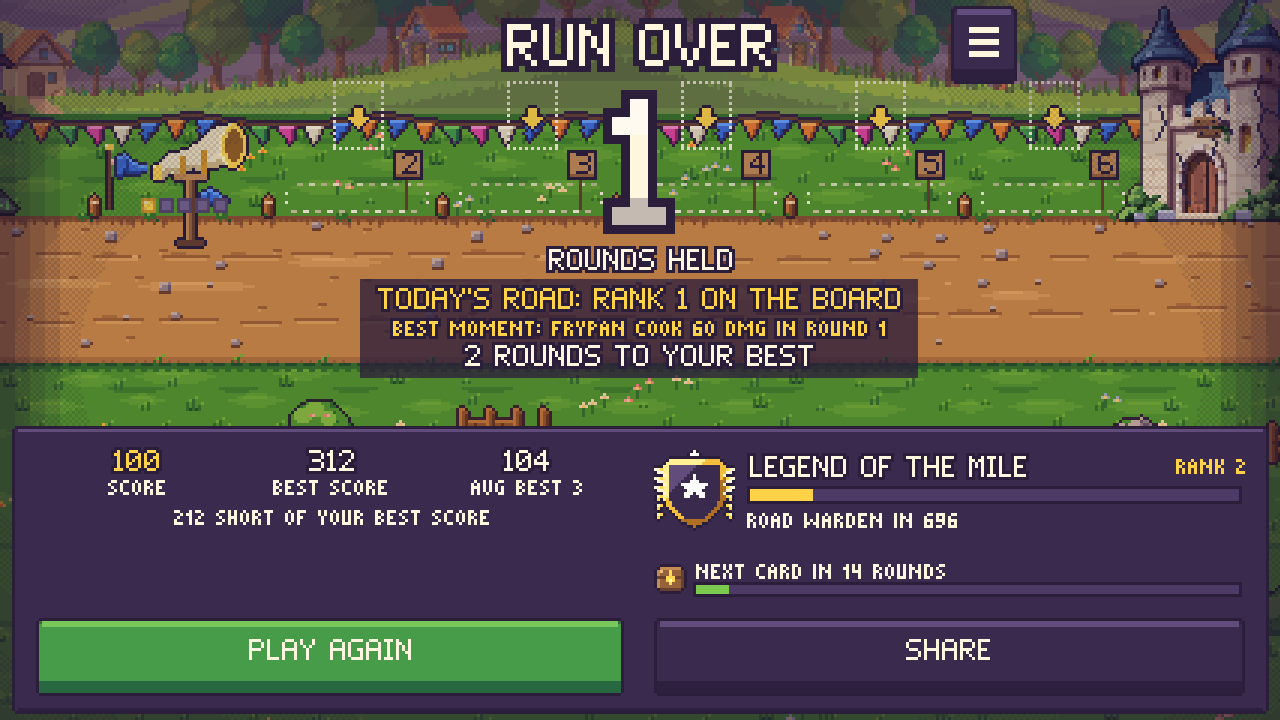 RUN OVER
1
2
3
4
5
6
ROUNDS HELD
TODAY'S ROAD: RANK 1 ON THE BOARD
BEST MOMENT: FRYPAN COOK 60 DMG IN ROUND 1
2 ROUNDS TO YOUR BEST
100
SCORE
312
BEST SCORE
104
AVG BEST 3
212 SHORT OF YOUR BEST SCORE
LEGEND OF THE MILE
RANK 2
ROAD WARDEN IN 696
NEXT CARD IN 14 ROUNDS
PLAY AGAIN
SHARE